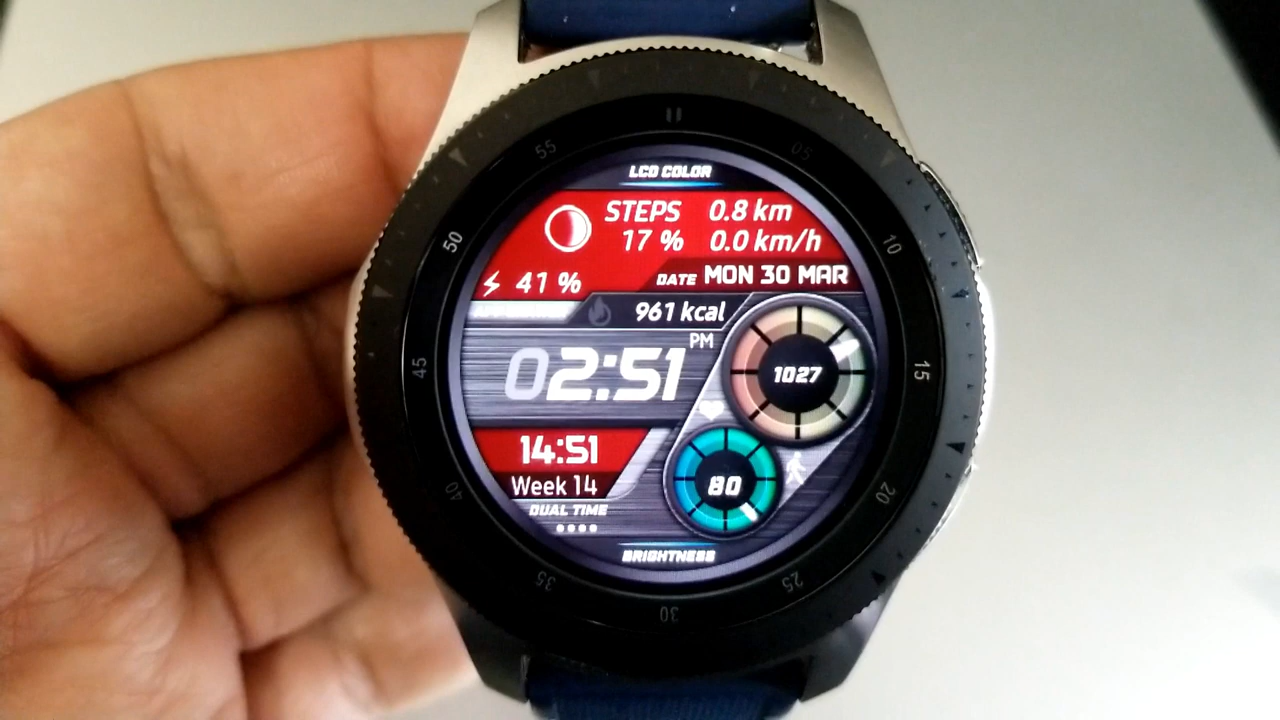 LCD COLOR
STEPS 0.8 km
17 % 0.0 km/h
41 % DATE MON 30 MAR
961 kcal
02:51 PM
1027
14:51
Week 14
80
DUAL TIME
BRIGHTNESS
55
05
50
10
45
15
40
20
35
25
30